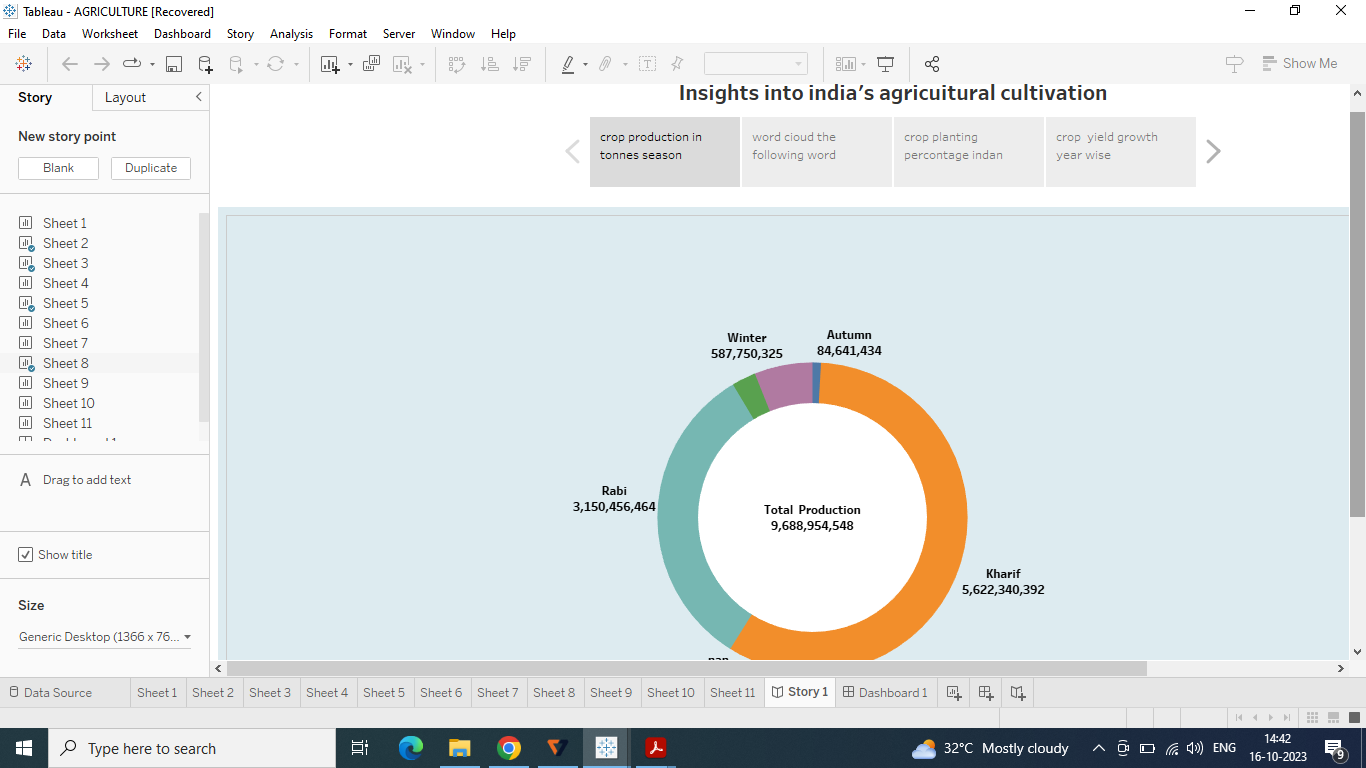 Tableau - AGRICULTURE [Recovered]
File Data Worksheet Dashboard Story Analysis Format Server Window Help
Show Me
Story Layout
New story point
Blank Duplicate
Sheet 1
Sheet 2
Sheet 3
Sheet 4
Sheet 5
Sheet 6
Sheet 7
Sheet 8
Sheet 9
Sheet 10
Sheet 11
A Drag to add text
Show title
Size
Generic Desktop (1366 x 76...
Insights into india's agricuitural cultivation
crop production in
tonnes season
word cioud the
following word
crop planting
percontage indan
crop yield growth
year wise
Winter
587,750,325
Autumn
84,641,434
Rabi
3,150,456,464
Total Production
9,688,954,548
Kharif
5,622,340,392
Data Source Sheet 1 Sheet 2 Sheet 3 Sheet 4 Sheet 5 Sheet 6 Sheet 7 Sheet 8 Sheet 9 Sheet 10 Sheet 11 Story 1 Dashboard 1
Type here to search
32°C Mostly cloudy
ENG
14:42
16-10-2023
9